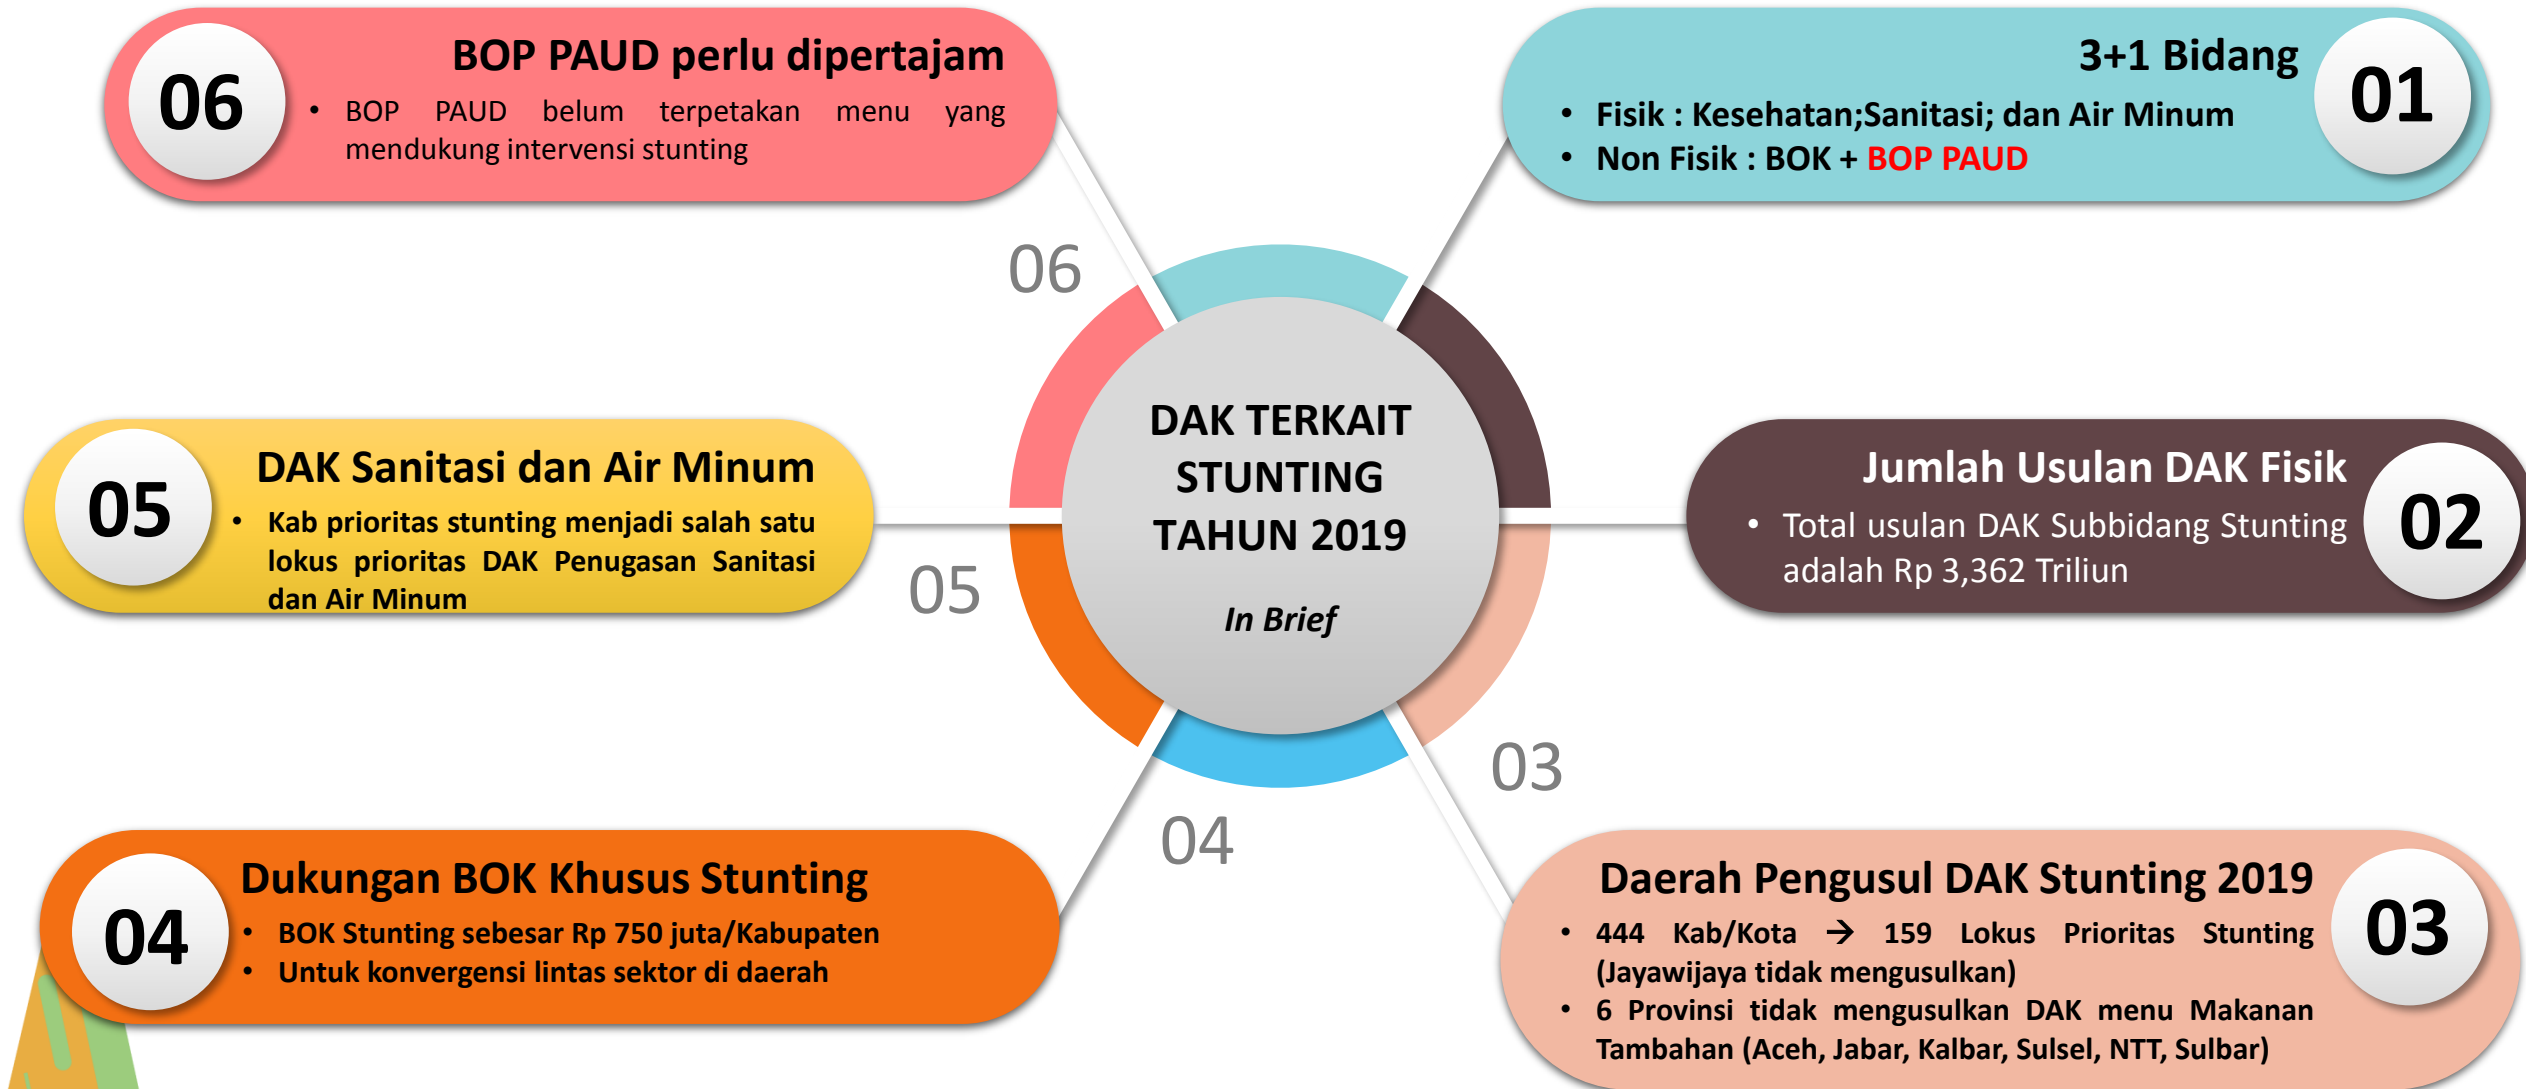 BOP PAUD perlu dipertajam
06
• BOP PAUD belum terpetakan menu yang
mendukung intervensi stunting
3+1 Bidang
01
• Fisik : Kesehatan;Sanitasi; dan Air Minum
• Non Fisik : BOK + BOP PAUD
06
DAK TERKAIT
STUNTING
TAHUN 2019
In Brief
DAK Sanitasi dan Air Minum
05
• Kab prioritas stunting menjadi salah satu
lokus prioritas DAK Penugasan Sanitasi
dan Air Minum
05
Jumlah Usulan DAK Fisik
02
• Total usulan DAK Subbidang Stunting
adalah Rp 3,362 Triliun
03
04
Dukungan BOK Khusus Stunting
04
• BOK Stunting sebesar Rp 750 juta/Kabupaten
• Untuk konvergensi lintas sektor di daerah
Daerah Pengusul DAK Stunting 2019
03
• 444 Kab/Kota → 159 Lokus Prioritas Stunting
(Jayawijaya tidak mengusulkan)
• 6 Provinsi tidak mengusulkan DAK menu Makanan
Tambahan (Aceh, Jabar, Kalbar, Sulsel, NTT, Sulbar)